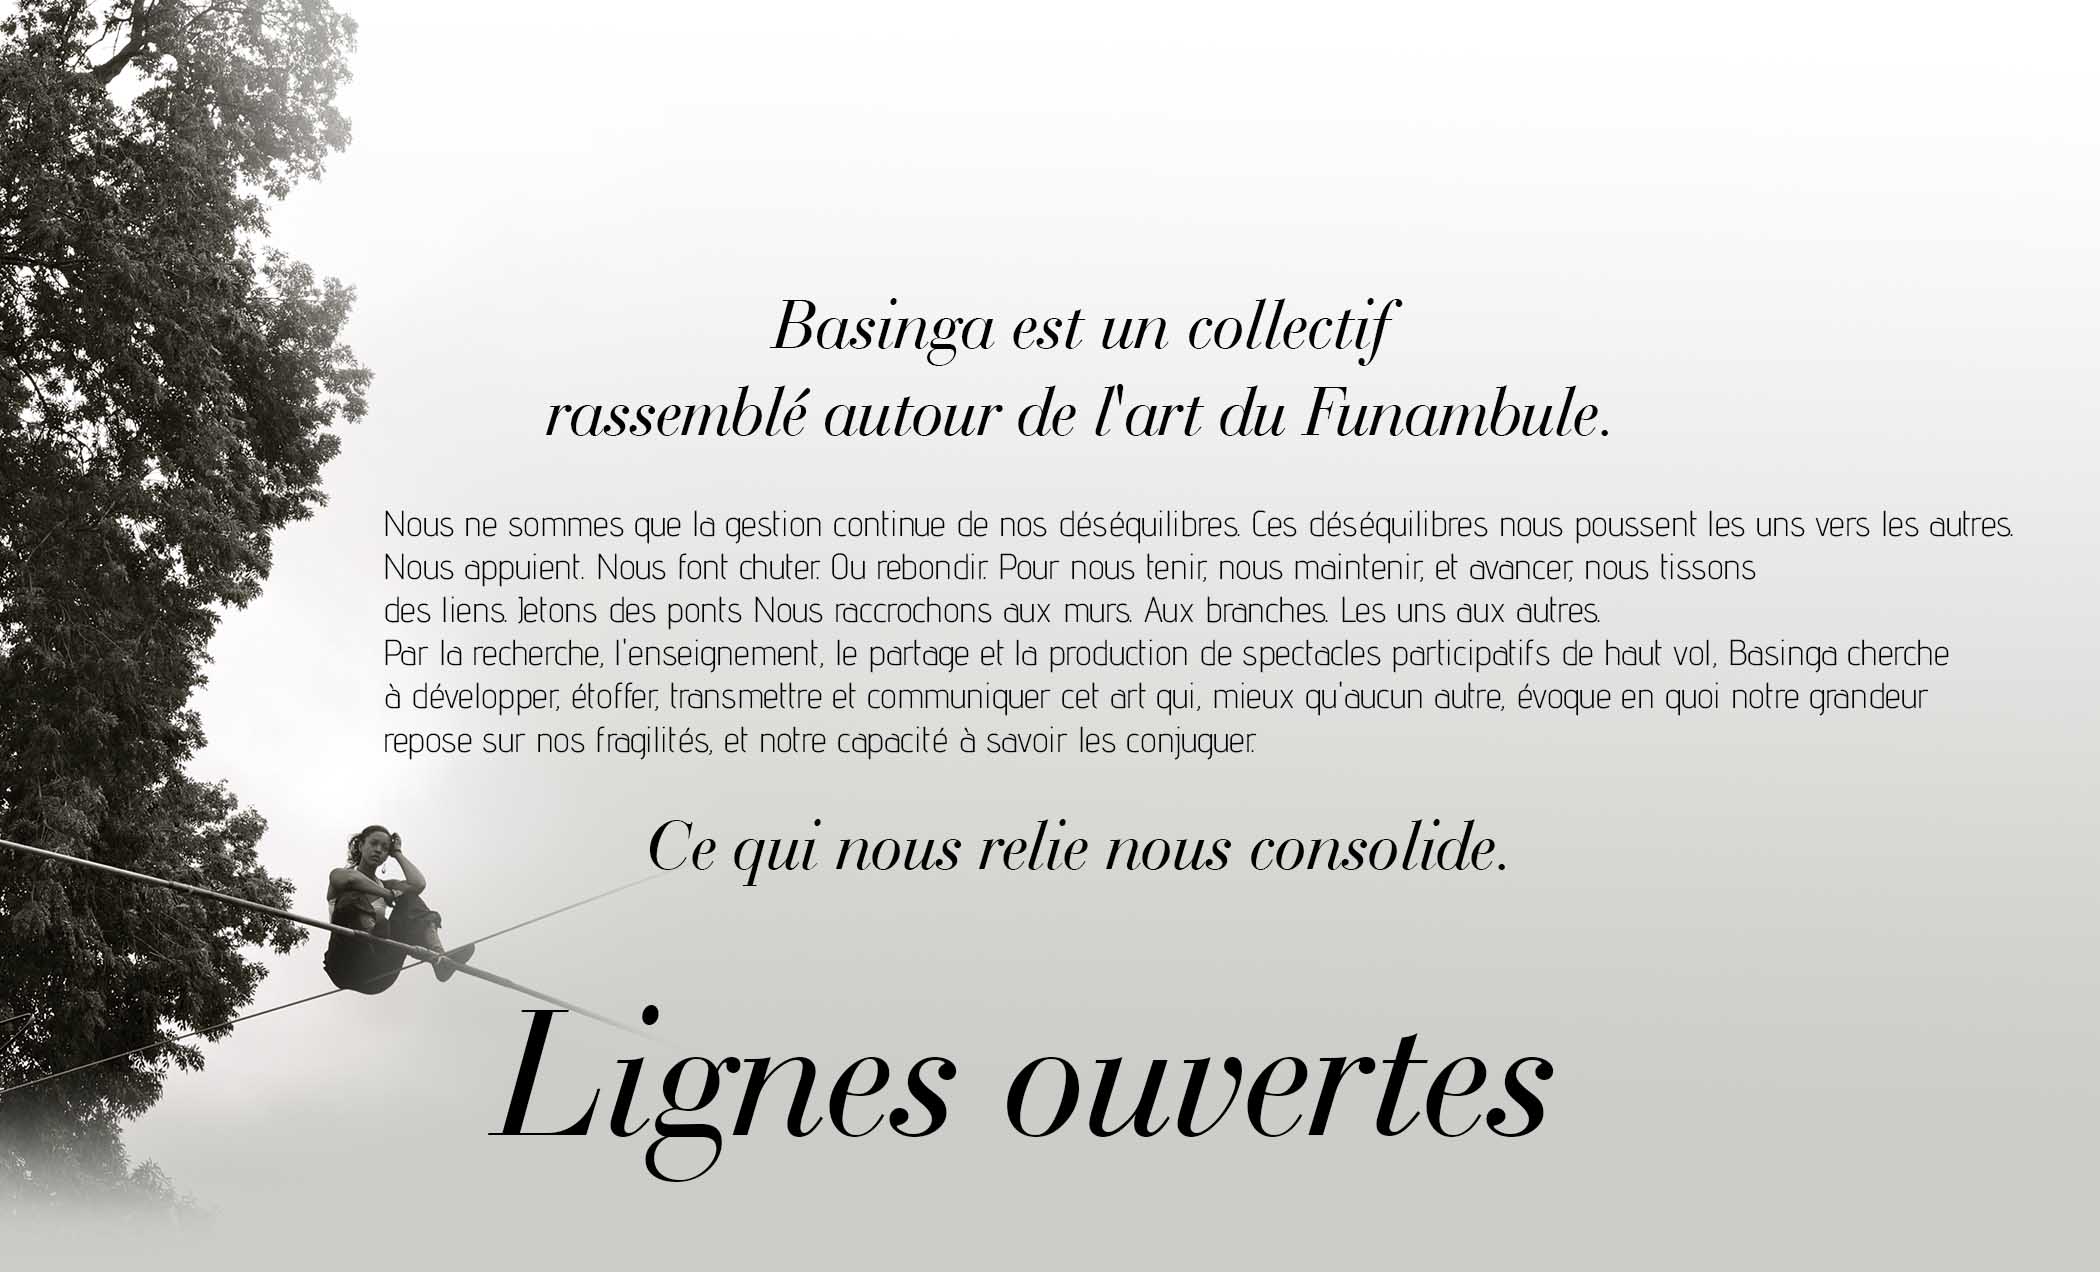 Basinga est un collectif
rassemblé autour de l'art du Funambule.
Nous ne sommes que la gestion continue de nos déséquilibres. Ces déséquilibres nous poussent les uns vers les autres.
Nous appuient. Nous font chuter. Ou rebondir. Pour nous tenir, nous maintenir, et avancer, nous tissons
des liens. Jetons des ponts Nous raccrochons aux murs. Aux branches. Les uns aux autres.
Par la recherche, l'enseignement, le partage et la production de spectacles participatifs de haut vol, Basinga cherche
à développer, étoffer, transmettre et communiquer cet art qui, mieux qu'aucun autre, évoque en quoi notre grandeur
repose sur nos fragilités, et notre capacité à savoir les conjuguer.
Ce qui nous relie nous consolide.
Lignes ouvertes